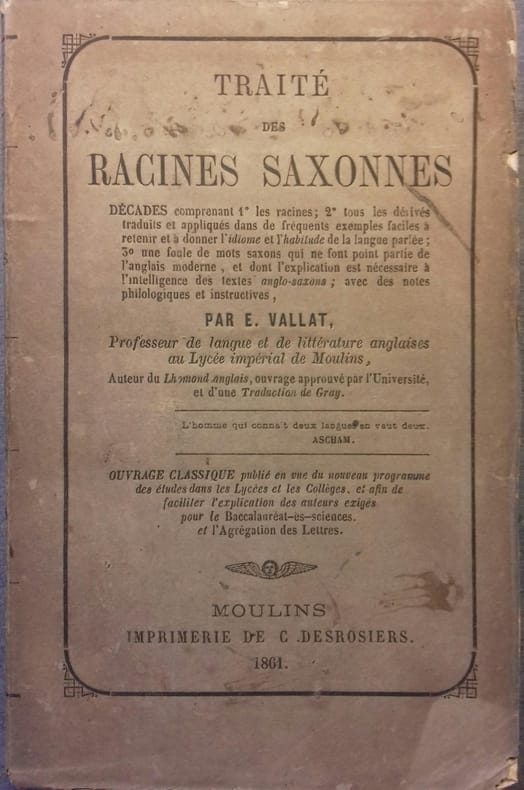 TRAITÉ
DES
RACINES SAXONNES
DÉCADES comprenant 1° les racines; 2° tous les dérivés
traduits et appliqués dans de fréquents exemples faciles à
retenir et à donner l'idiome et l'habitude de la langue parlée;
3º une foule de mots saxons qui ne font point partie de
l'anglais moderne, et dont l'explication est nécessaire à
l'intelligence des textes anglo-saxons; avec des notes
philologiques et instructives,
PAR E. VALLAT,
Professeur de langue et de littérature anglaises
au Lycée impérial de Moulins,
Auteur du Lhomond anglais, ouvrage approuvé par l'Université,
et d'une Traduction de Gray.
L'homme qui connaît deux langues en vaut deux.
ASCHAM.
OUVRAGE CLASSIQUE publié en vue du nouveau programme
des études dans les Lycées et les Collèges, et afin de
faciliter l'explication des auteurs exigés
pour le Baccalauréat-ès-sciences.
et l'Agrégation des Lettres.
MOULINS
IMPRIMERIE DE C. DESROSIERS.
1861.